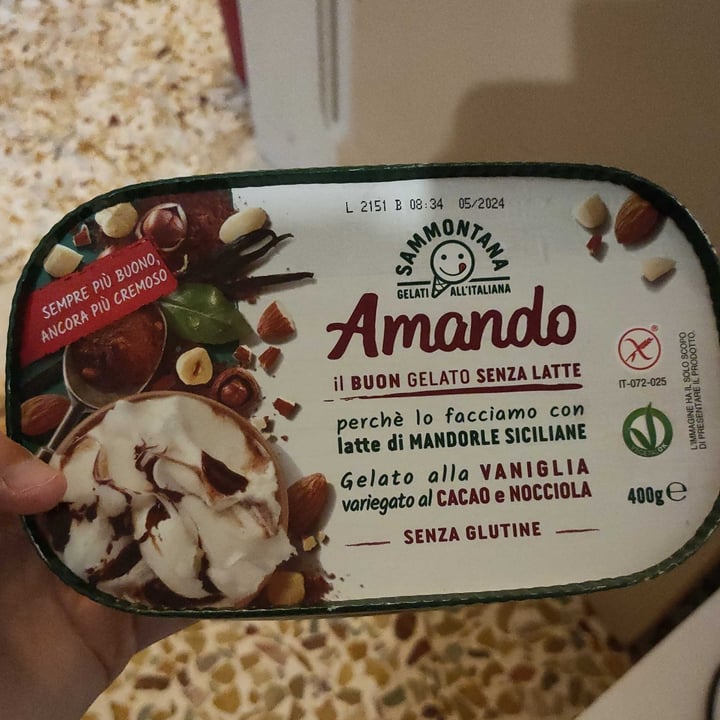 L 2151 B 08:34 05/2024
SAMMONTANA
GELATI ALL'ITALIANA
SEMPRE PIÙ BUONO,
ANCORA PIÙ CREMOSO
Amando
il BUON GELATO SENZA LATTE
perchè lo facciamo con
latte di MANDORLE SICILIANE
Gelato alla VANIGLIA
variegato al CACAO e NOCCIOLA
SENZA GLUTINE
IT-072-025
400g e
L'IMMAGINE HA IL SOLO SCOPO
DI PRESENTARE IL PRODOTTO.